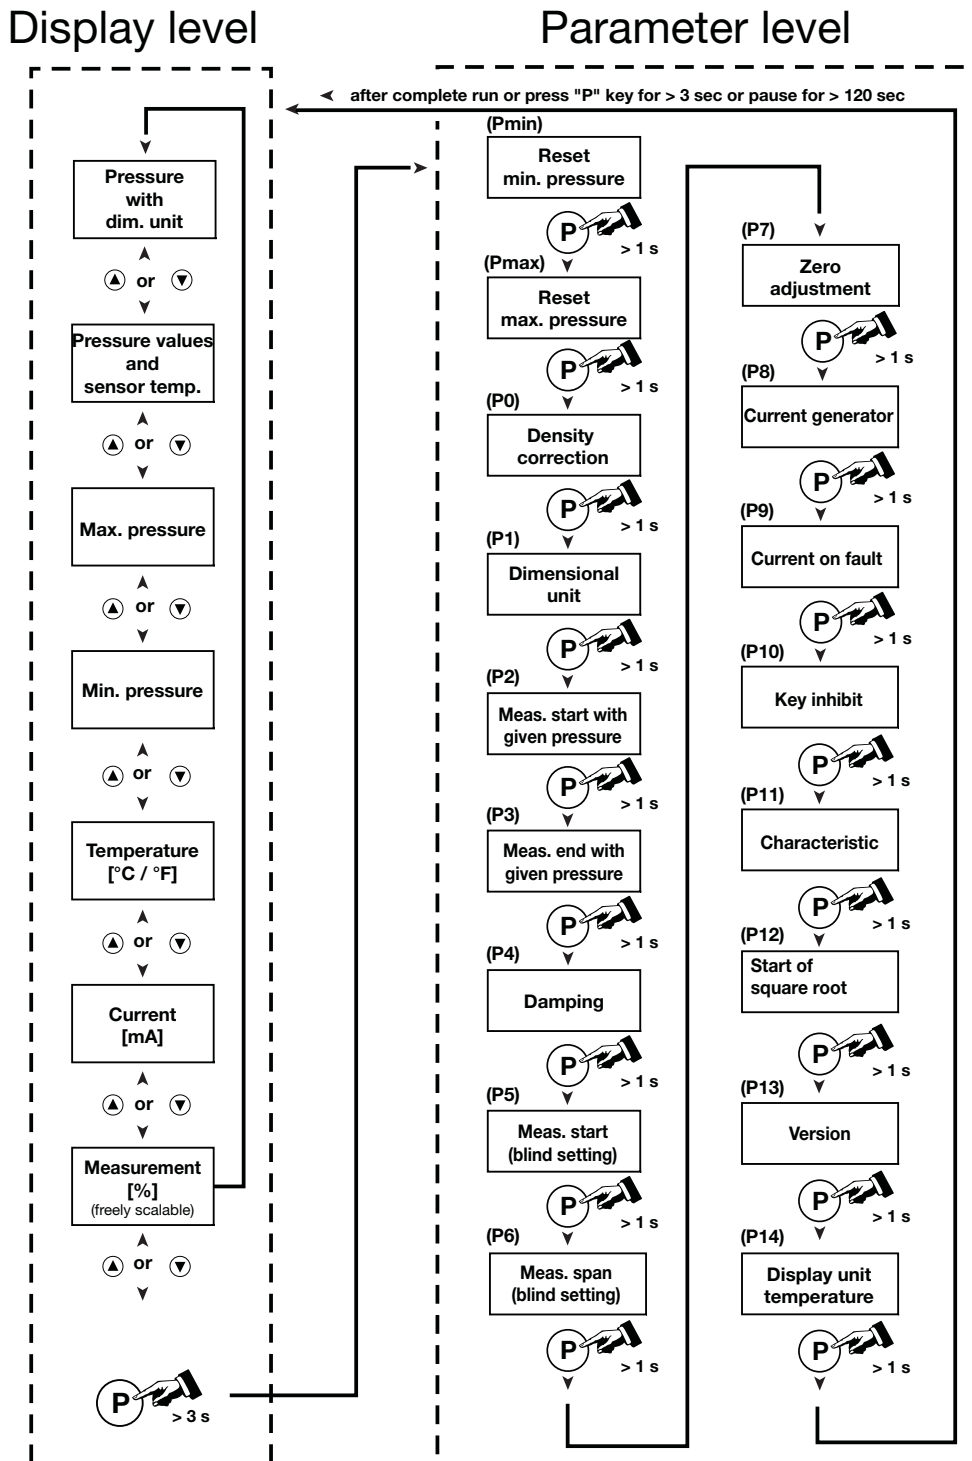 Display level
Pressure
with
dim. unit
or
Pressure values
and
sensor temp.
or
Max. pressure
or
Min. pressure
or
Temperature
[°C / °F]
or
Current
[mA]
or
Measurement
[%]
(freely scalable)
or
P
> 3 s
Parameter level
after complete run or press "P" key for > 3 sec or pause for > 120 sec
(Pmin)
Reset
min. pressure
P
> 1 s
(Pmax)
Reset
max. pressure
P
> 1 s
(P0)
Density
correction
P
> 1 s
(P1)
Dimensional
unit
P
> 1 s
(P2)
Meas. start with
given pressure
P
> 1 s
(P3)
Meas. end with
given pressure
P
> 1 s
(P4)
Damping
P
> 1 s
(P5)
Meas. start
(blind setting)
P
> 1 s
(P6)
Meas. span
(blind setting)
P
> 1 s
(P7)
Zero
adjustment
P
> 1 s
(P8)
Current generator
P
> 1 s
(P9)
Current on fault
P
> 1 s
(P10)
Key inhibit
P
> 1 s
(P11)
Characteristic
P
> 1 s
(P12)
Start of
square root
P
> 1 s
(P13)
Version
P
> 1 s
(P14)
Display unit
temperature
P
> 1 s